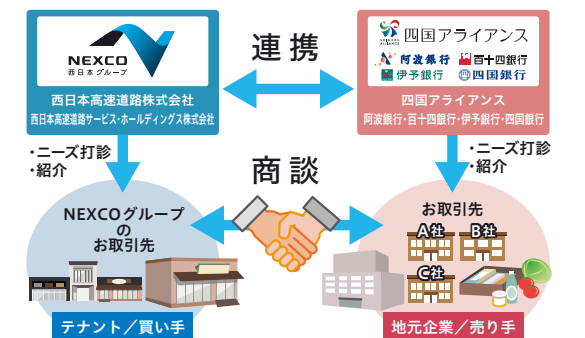 NEXCO
西日本グループ
西日本高速道路株式会社
西日本高速道路サービス・ホールディングス株式会社
連携
四国アライアンス
阿波銀行 百十四銀行
伊予銀行 四国銀行
四国アライアンス
阿波銀行・百十四銀行・伊予銀行・四国銀行
・ニーズ打診
・紹介
・ニーズ打診
・紹介
商談
NEXCOグループ
の
お取引先
テナント／買い手
お取引先
A社 B社
C社
地元企業／売り手